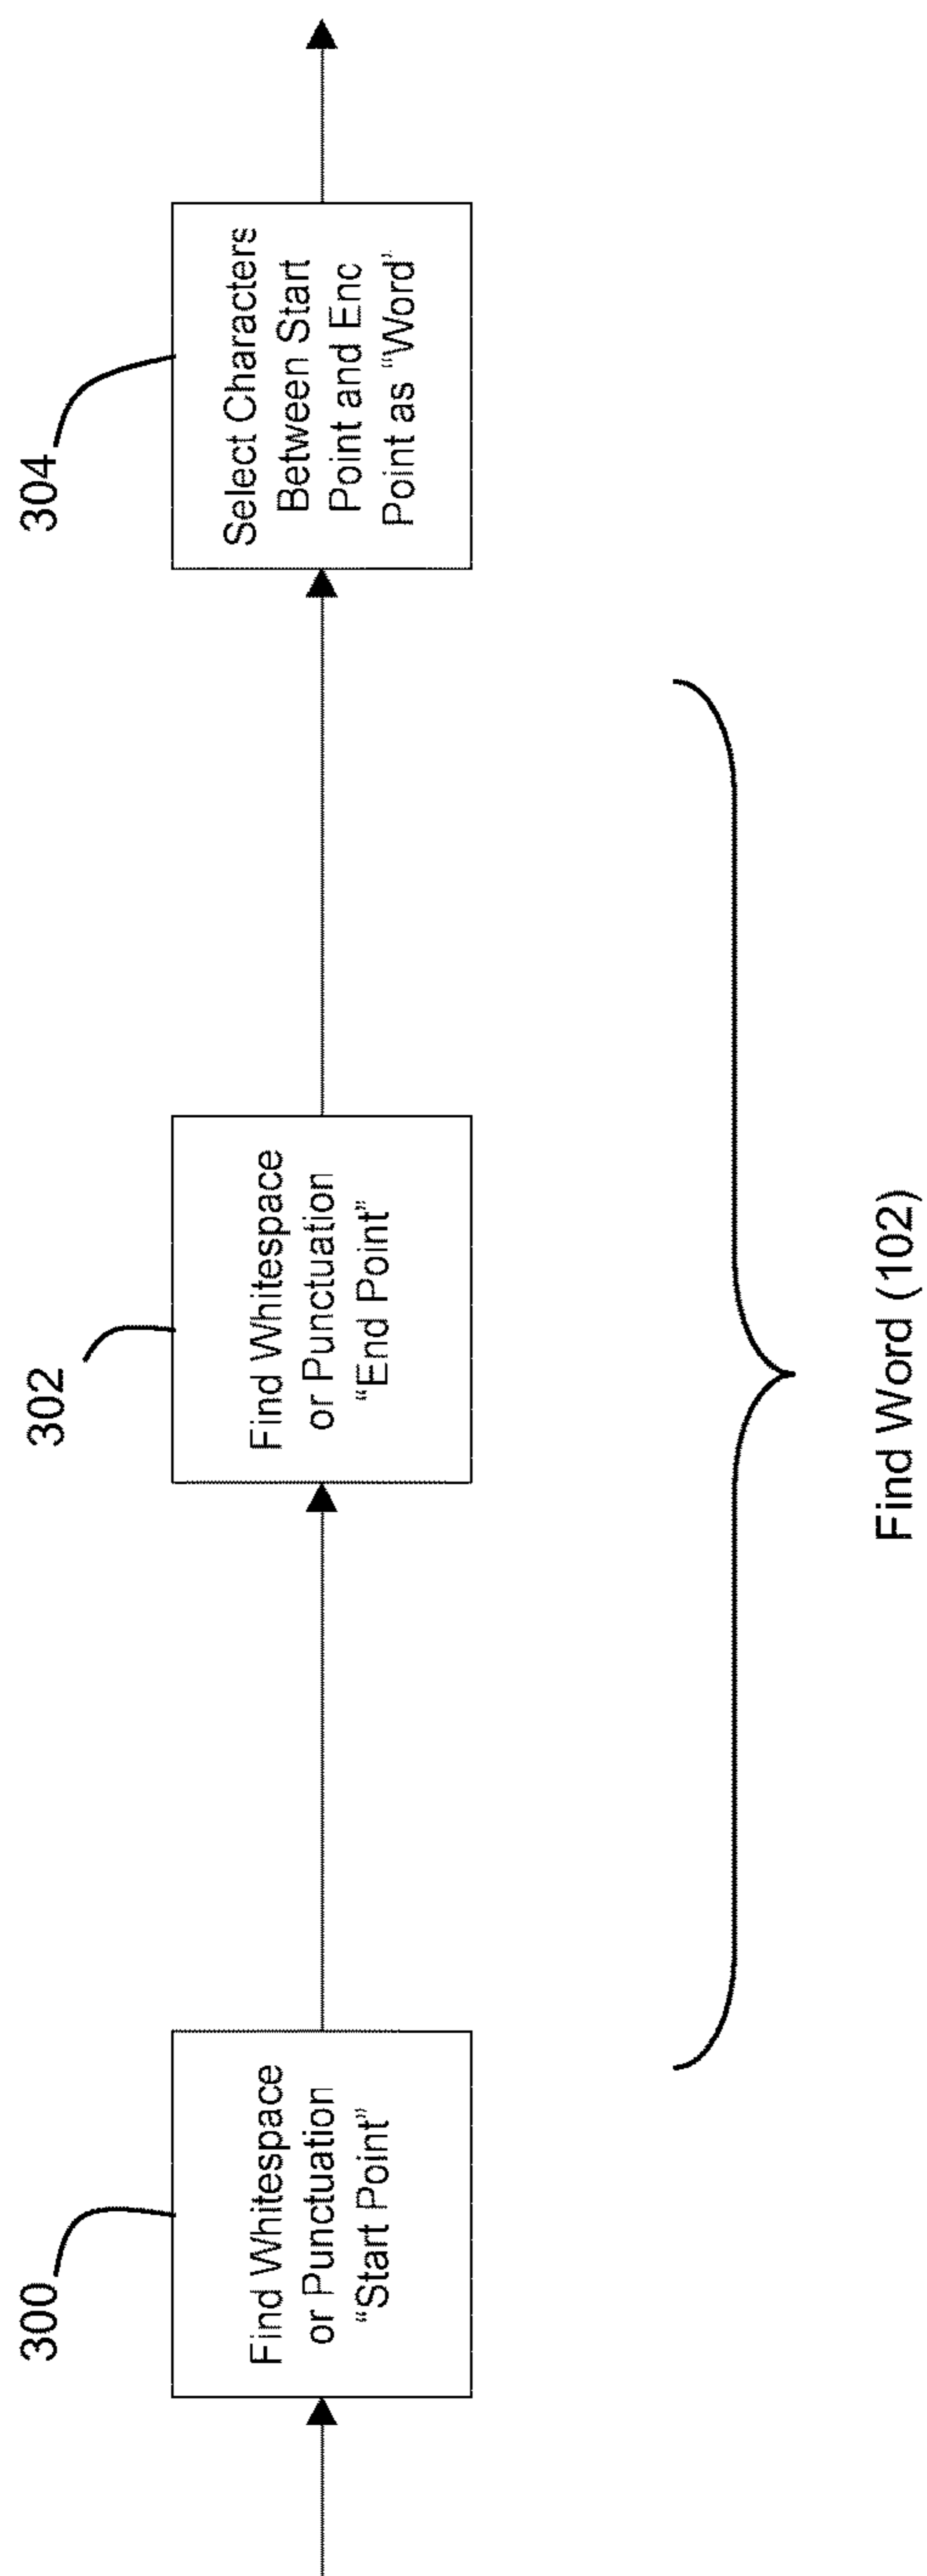 300
Find Whitespace
or Punctuation
“Start Point”
302
Find Whitespace
or Punctuation
“End Point”
304
Select Characters
Between Start
Point and Enc
Point as “Word”
Find Word (102)